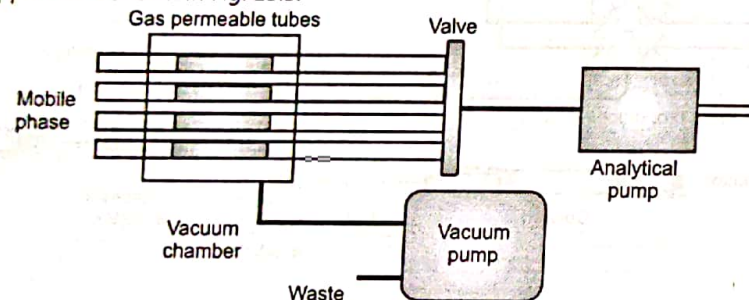 Gas permeable tubes
Valve
Mobile
phase
Analytical
pump
Vacuum
chamber
Vacuum
pump
Waste